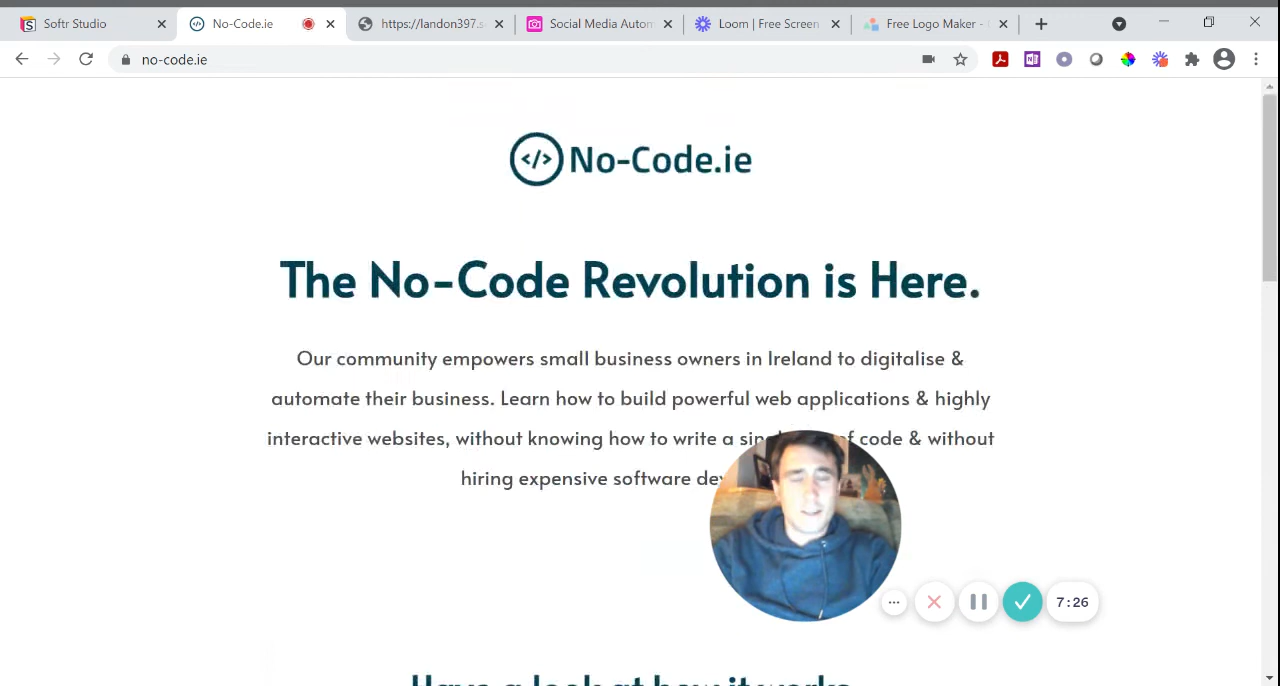 Softr Studio
No-Code.ie
https://landon397.s
Social Media Autom
Loom | Free Screen
Free Logo Maker -
no-code.ie
</> No-Code.ie
The No-Code Revolution is Here.
Our community empowers small business owners in Ireland to digitalise &
automate their business. Learn how to build powerful web applications & highly
interactive websites, without knowing how to write a of code & without
hiring expensive software
7:26
Have a look at how it works